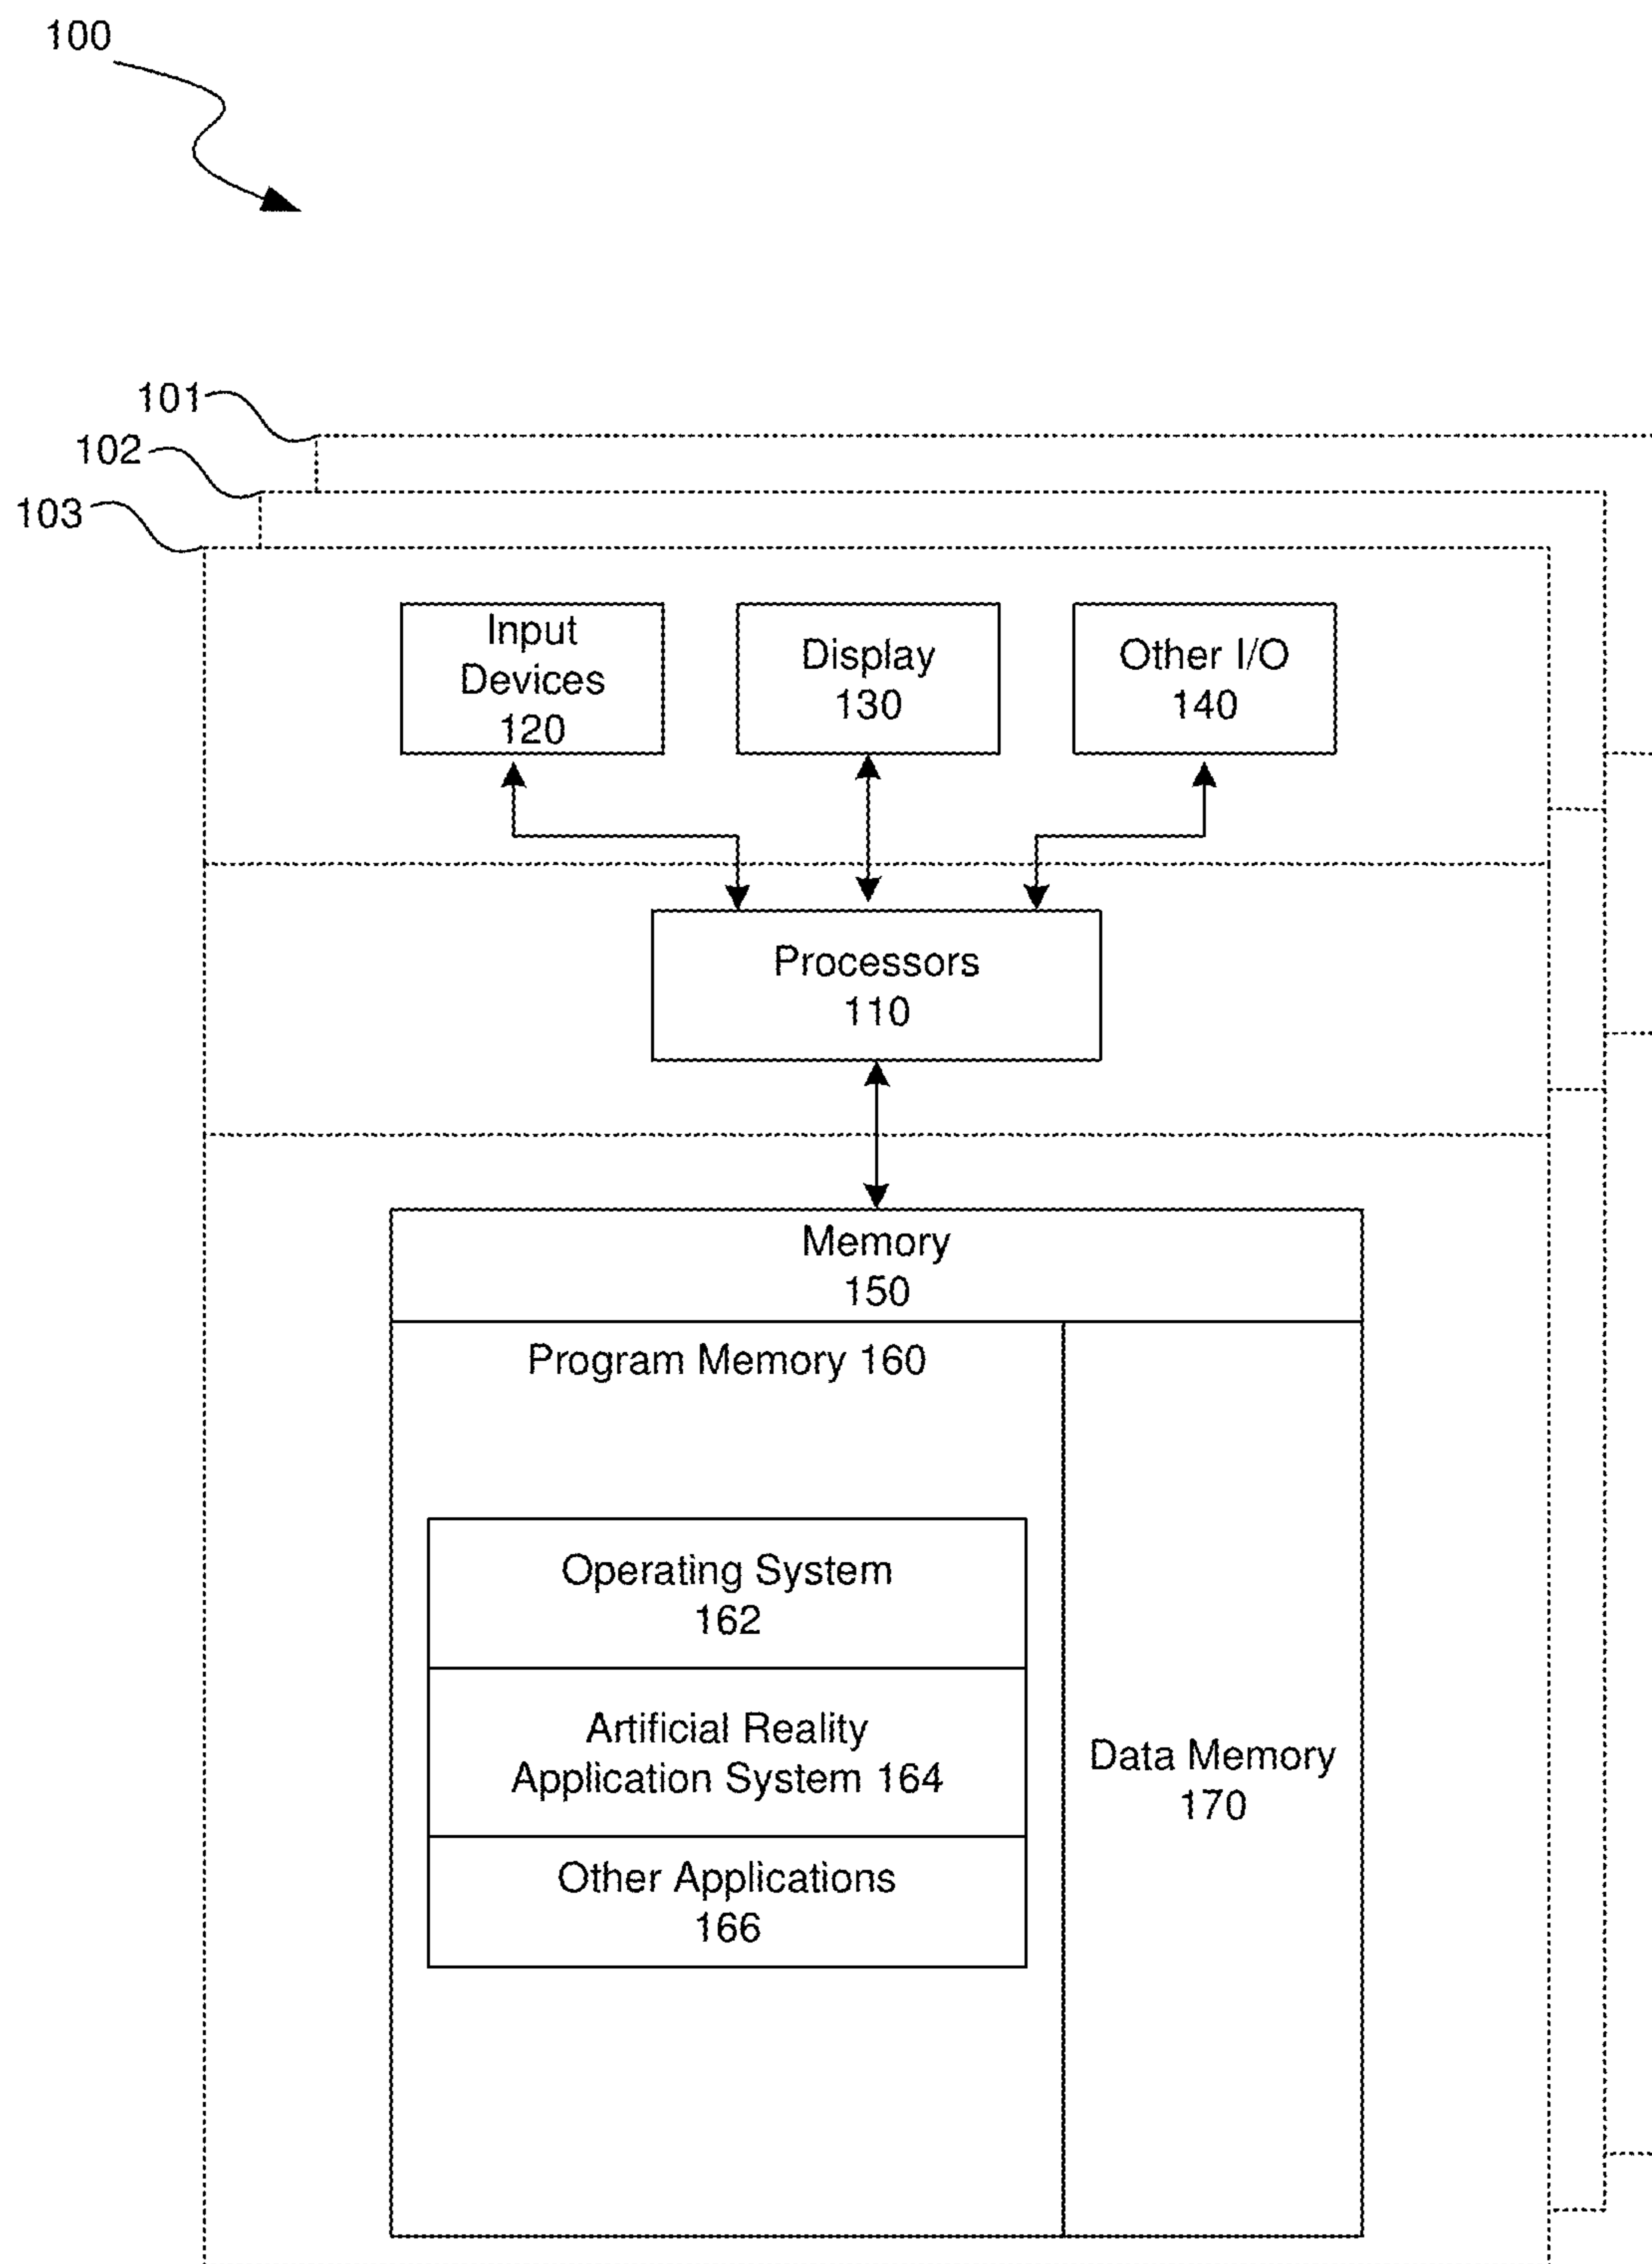 100
101
102
103
Input
Devices
120
Display
130
Other I/O
140
Processors
110
Memory
150
Program Memory 160
Operating System
162
Artificial Reality
Application System 164
Other Applications
166
Data Memory
170